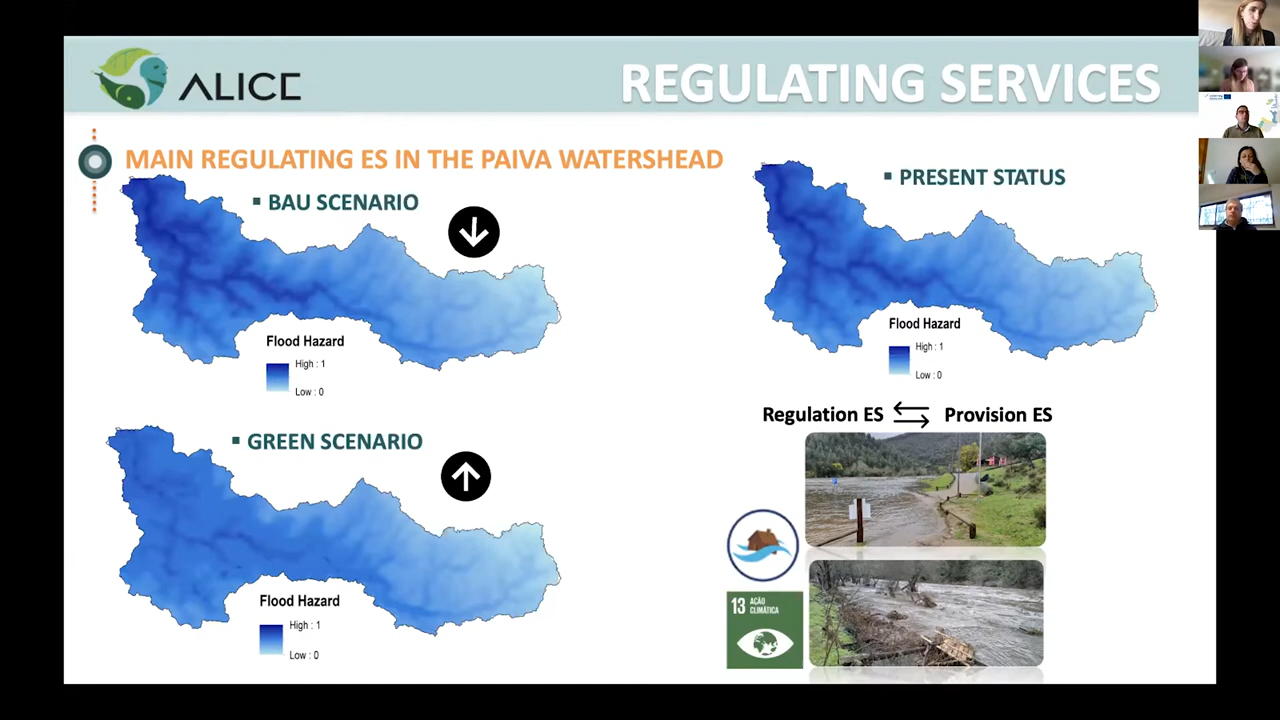 ALICE
REGULATING SERVICES
MAIN REGULATING ES IN THE PAIVA WATERSHEAD
▪ BAU SCENARIO
Flood Hazard
High : 1
Low : 0
▪ PRESENT STATUS
Flood Hazard
High : 1
Low : 0
▪ GREEN SCENARIO
Flood Hazard
High : 1
Low : 0
Regulation ES ⇆ Provision ES
13 AÇÃO
CLIMÁTICA